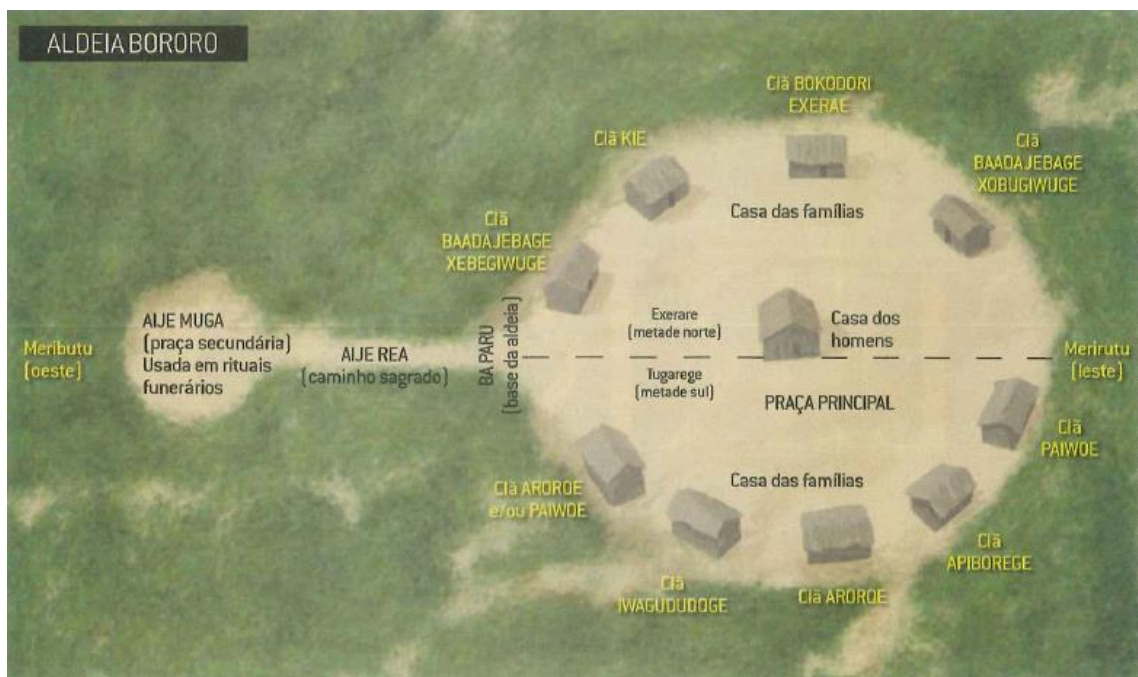 ALDEIA BORORO
Clã BOKODORI
EXERAE
Clã KIE
Clã
BAADAJEBAGE
XOBUGIWUGE
Casa das famílias
Clã
BAADAJEBAGE
XEBEGIWUGE
AIJE MUGA
(praça secundária)
Usada em rituais
funerários
Meributu
(oeste)
AIJE REA
(caminho sagrado)
BA PARU
(base da aldeia)
Exerare
(metade norte)
Casa dos
homens
Merirutu
(leste)
Tugarege
(metade sul)
PRAÇA PRINCIPAL
Clã
PAIWOE
Casa das famílias
Clã AROROE
e/ou PAIWOE
Clã
IWAGUDUDOGE
Clã AROROE
Clã
APIBOREGE